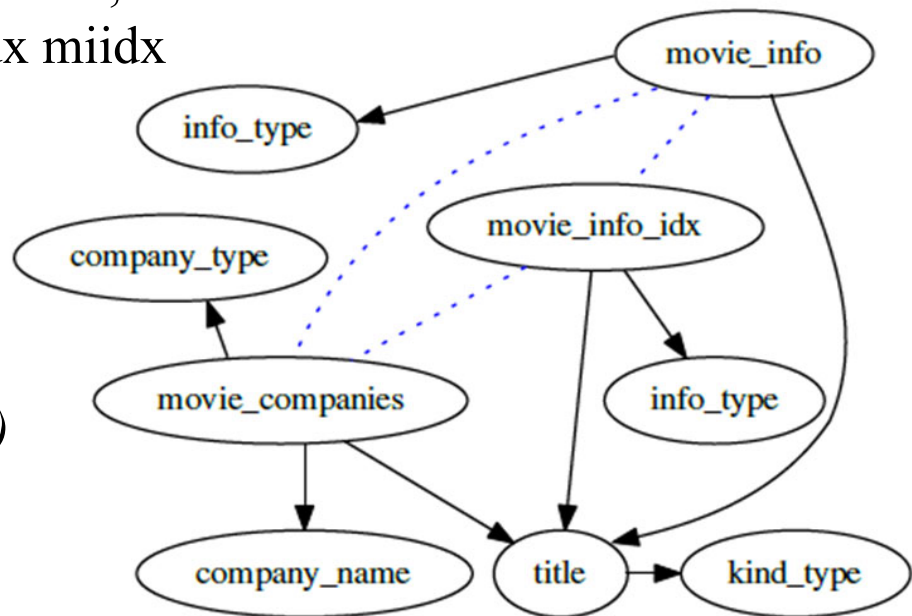 miidx
movie_info
info_type
movie_info_idx
company_type
movie_companies
info_type
)
company_name
title
kind_type